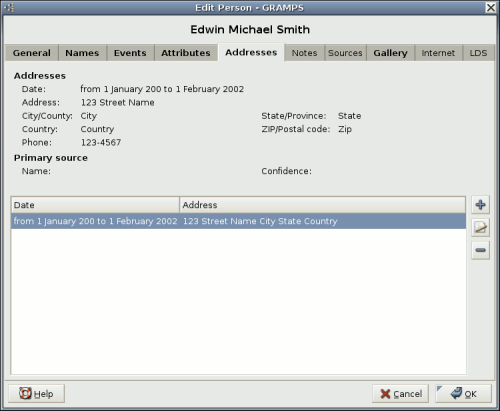 Edit Person - GRAMPS
Edwin Michael Smith
General Names Events Attributes Addresses Notes Sources Gallery Internet LDS
Addresses
Date: from 1 January 200 to 1 February 2002
Address: 123 Street Name
City/County: City State/Province: State
Country: Country ZIP/Postal code: Zip
Phone: 123-4567
Primary source
Name: Confidence:
Date Address
from 1 January 200 to 1 February 2002 123 Street Name City State Country
Help Cancel OK